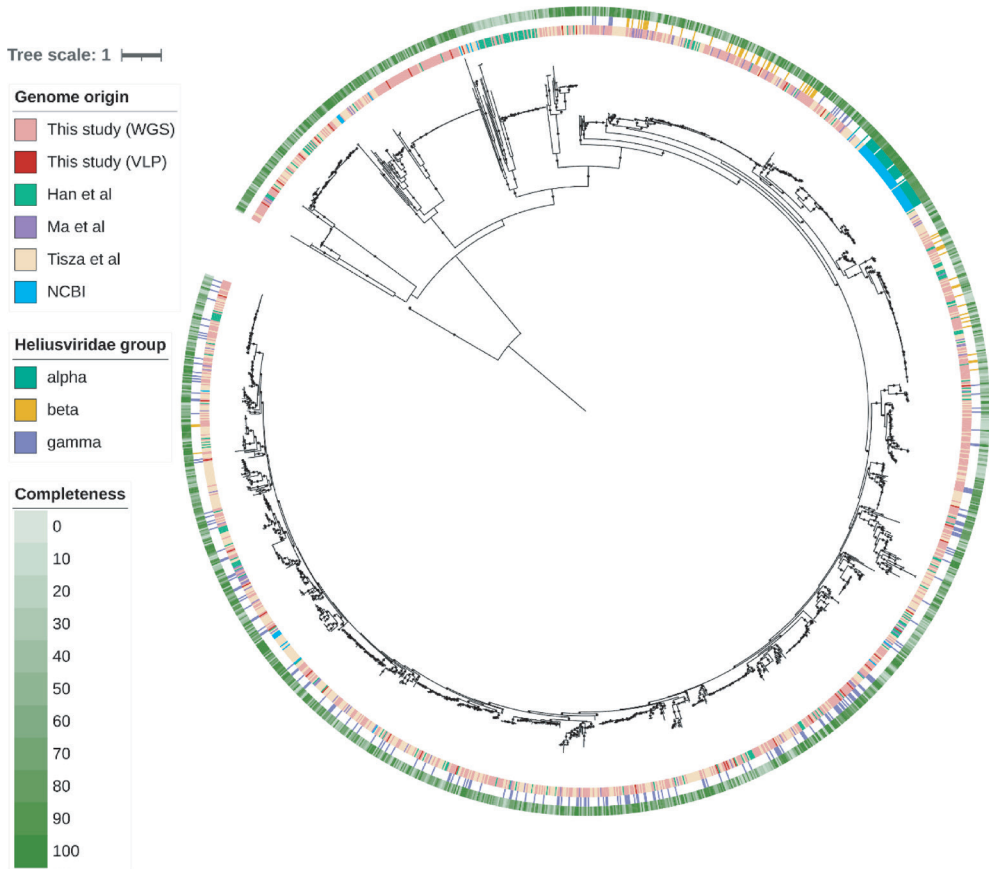 Tree scale: 1
Genome origin
This study (WGS)
This study (VLP)
Han et al
Ma et al
Tisza et al
NCBI
Heliusviridae group
alpha
beta
gamma
Completeness
0
10
20
30
40
50
60
70
80
90
100